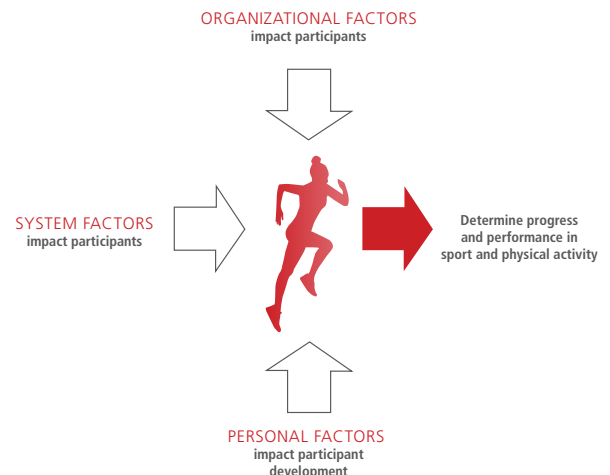 ORGANIZATIONAL FACTORS
impact participants
SYSTEM FACTORS
impact participants
Determine progress
and performance in
sport and physical activity
PERSONAL FACTORS
impact participant
development